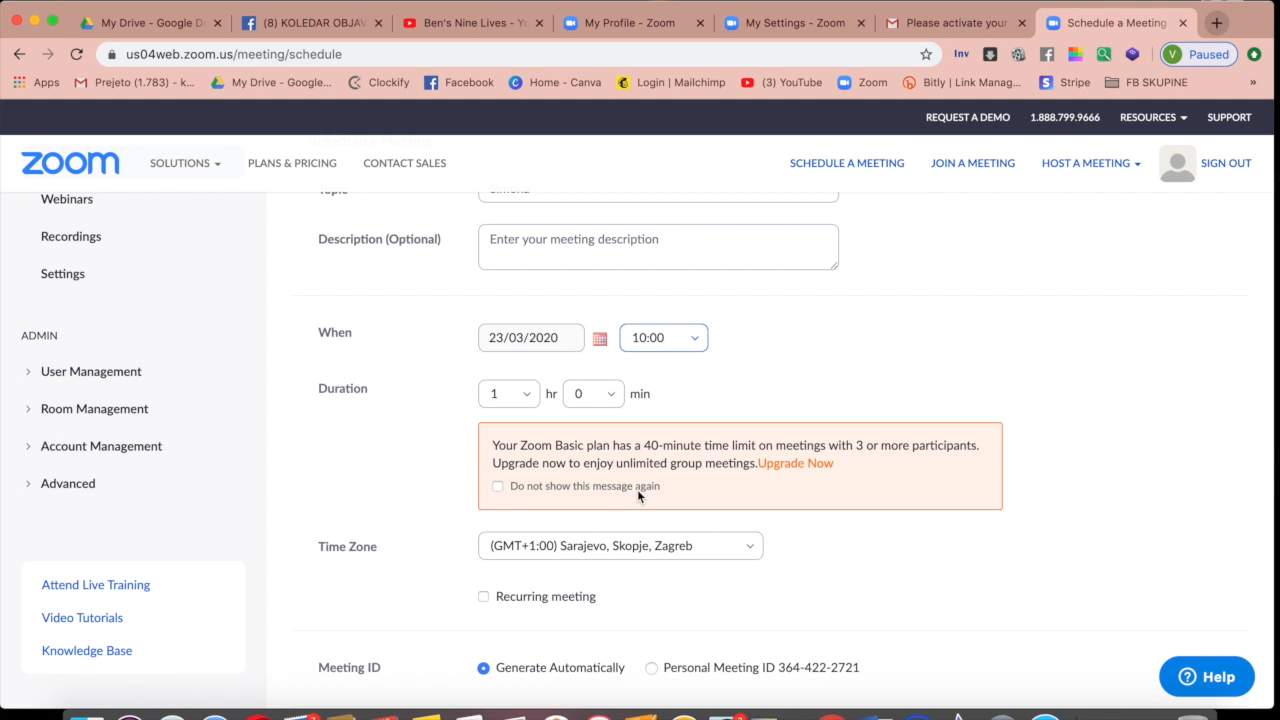 My Drive - Google Dr
(8) KOLEDAR OBJAV
Ben's Nine Lives - Yo
My Profile - Zoom
My Settings - Zoom
Please activate your
Schedule a Meeting
us04web.zoom.us/meeting/schedule
Inv
V Paused
Apps
Prejeto (1.783) - k...
My Drive - Google...
Clockify
Facebook
Home - Canva
Login | Mailchimp
(3) YouTube
Zoom
Bitly | Link Manag...
Stripe
FB SKUPINE
»
REQUEST A DEMO
1.888.799.9666
RESOURCES
SUPPORT
zoom
SOLUTIONS
PLANS & PRICING
CONTACT SALES
SCHEDULE A MEETING
JOIN A MEETING
HOST A MEETING
SIGN OUT
Webinars
Recordings
Settings
ADMIN
User Management
Room Management
Account Management
Advanced
Attend Live Training
Video Tutorials
Knowledge Base
Topic
Description (Optional)
Enter your meeting description
When
23/03/2020
10:00
Duration
1 hr 0 min
Your Zoom Basic plan has a 40-minute time limit on meetings with 3 or more participants.
Upgrade now to enjoy unlimited group meetings.Upgrade Now
Do not show this message again
Time Zone
(GMT+1:00) Sarajevo, Skopje, Zagreb
Recurring meeting
Meeting ID
Generate Automatically
Personal Meeting ID 364-422-2721
Help